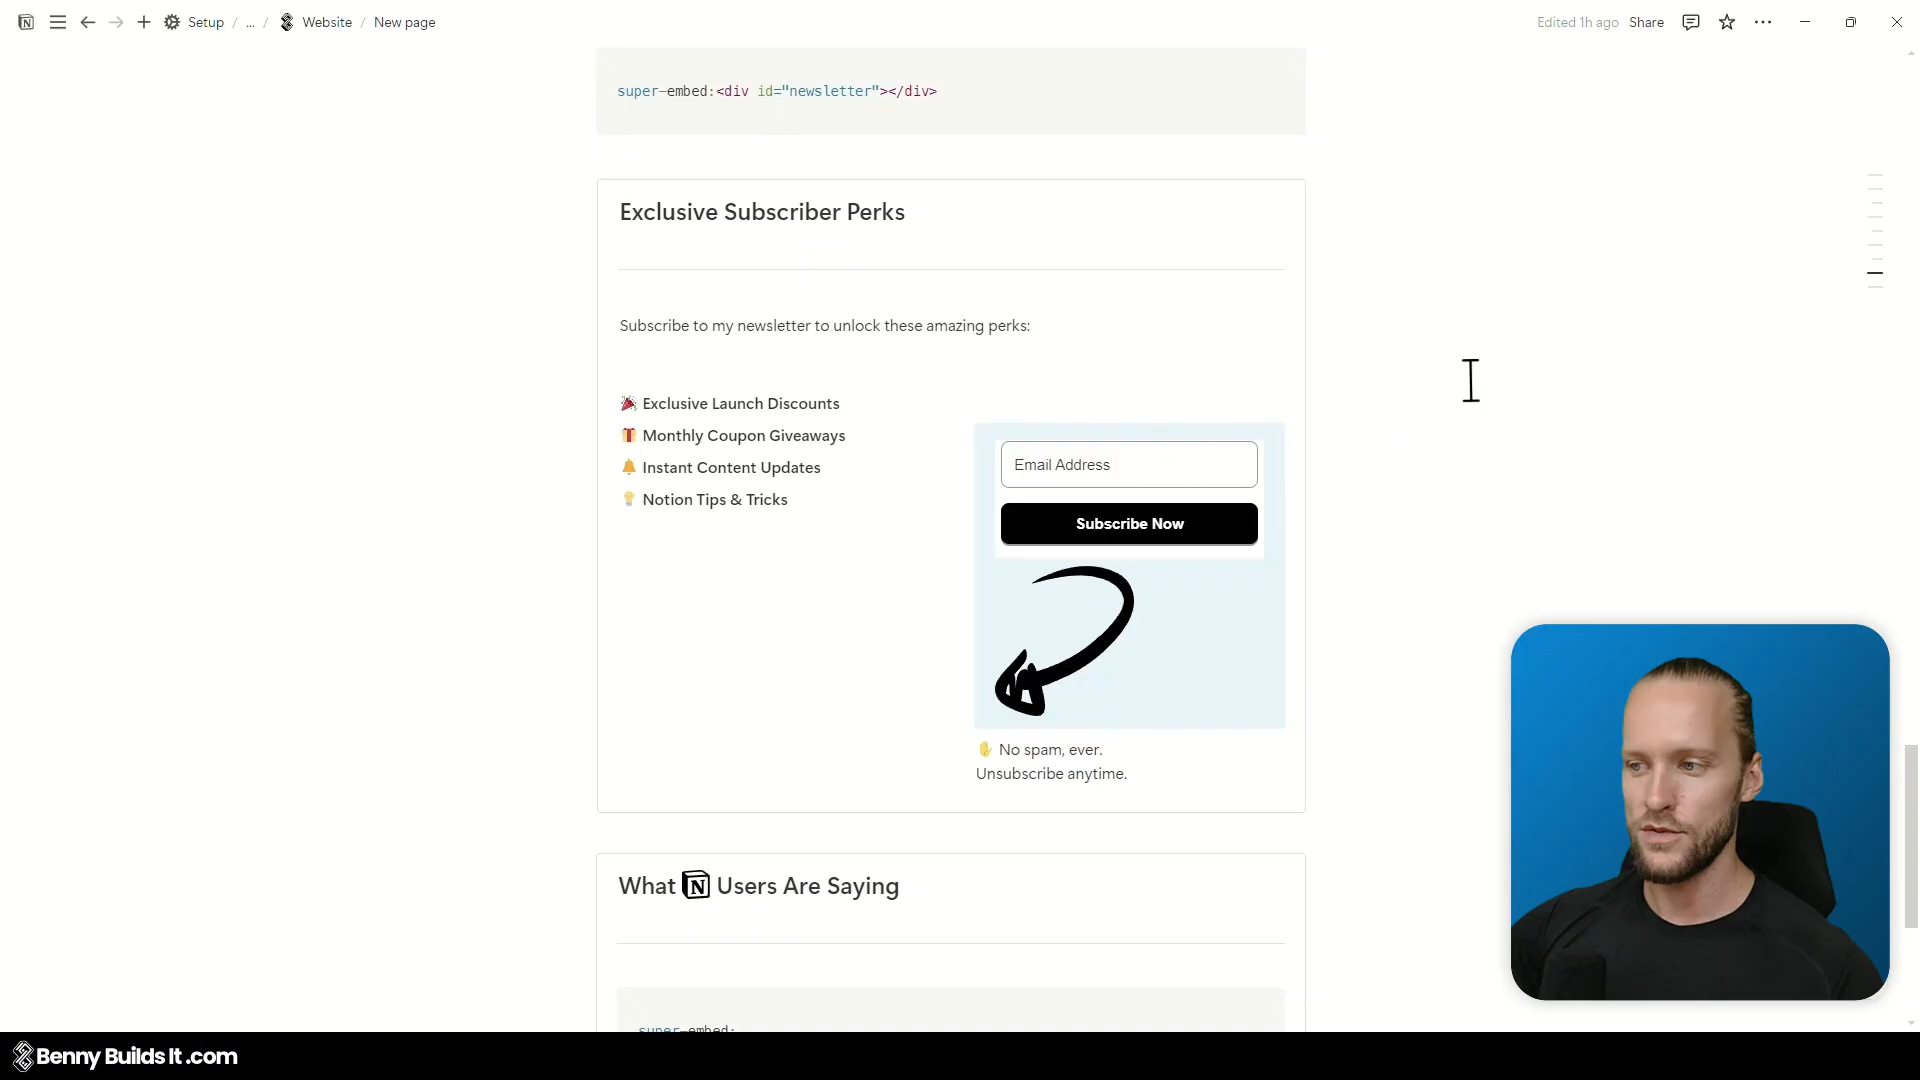 Setup / ... / Website / New page
Edited 1h ago Share
super-embed:<div id="newsletter"></div>
Exclusive Subscriber Perks
Subscribe to my newsletter to unlock these amazing perks:
🎉 Exclusive Launch Discounts
🎁 Monthly Coupon Giveaways
🔔 Instant Content Updates
💡 Notion Tips & Tricks
Email Address
Subscribe Now
✋ No spam, ever.
Unsubscribe anytime.
What N Users Are Saying
super-embed:
Benny Builds It .com